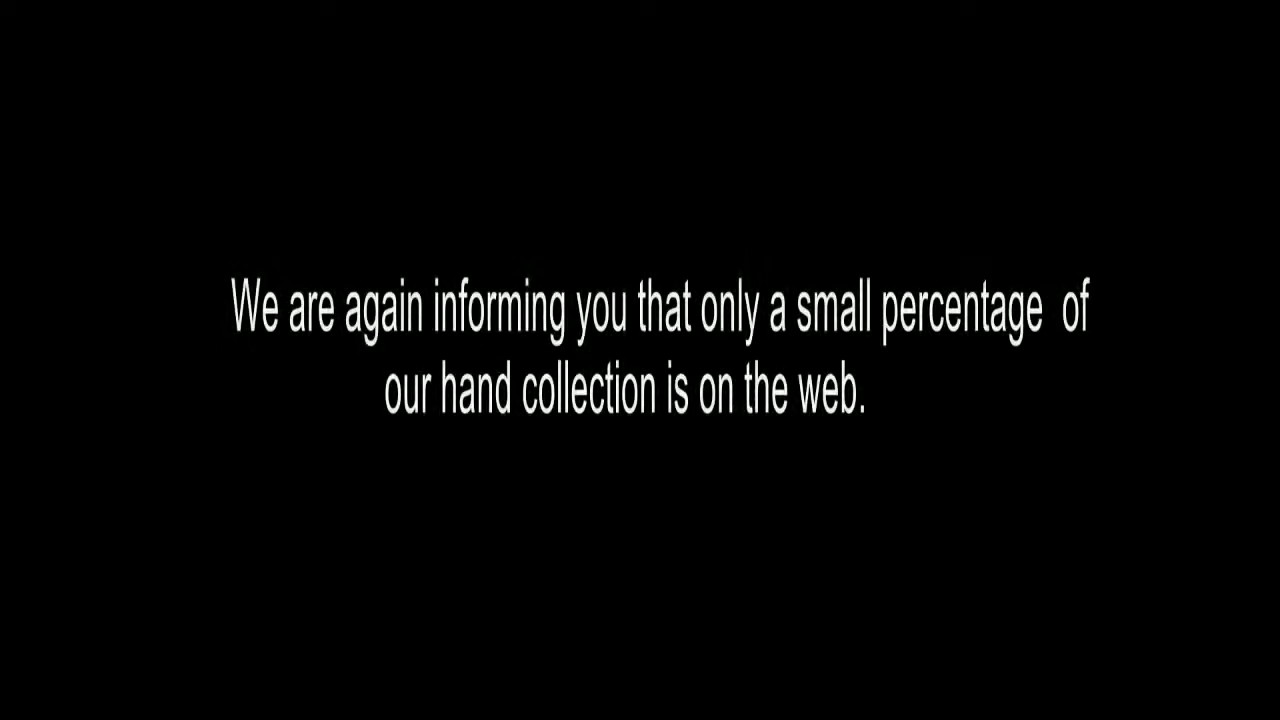 We are again informing you that only a small percentage  of
our hand collection is on the web.